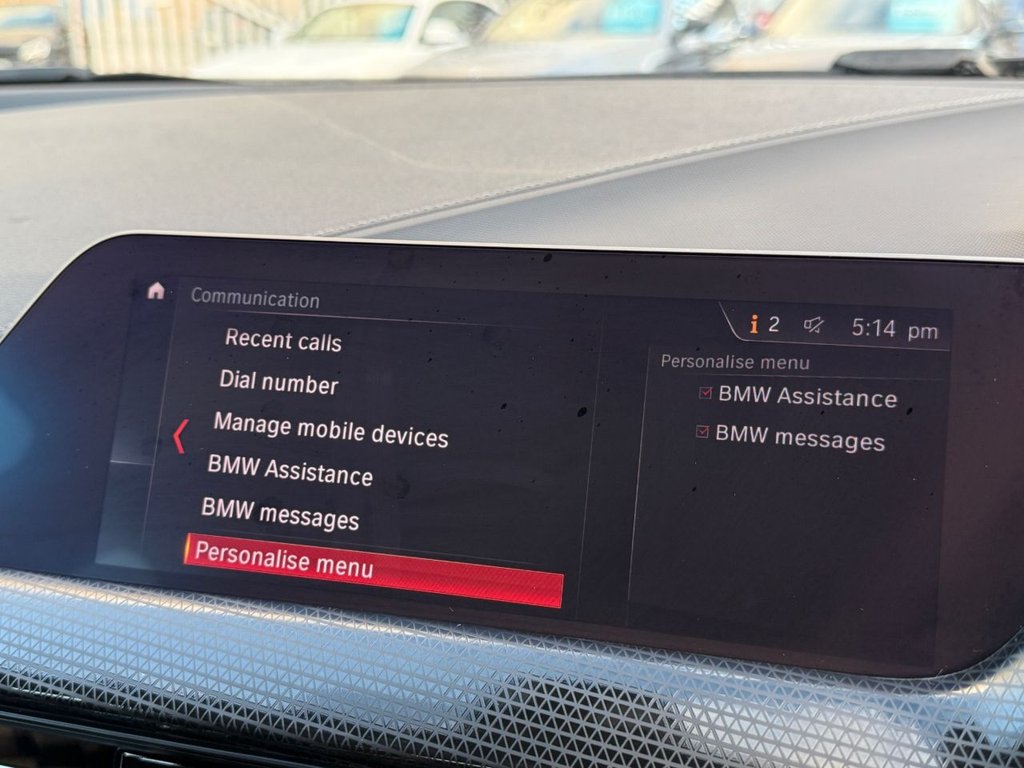 Communication
Recent calls
Dial number
Manage mobile devices
BMW Assistance
BMW messages
Personalise menu
i 2 5:14 pm
Personalise menu
BMW Assistance
BMW messages